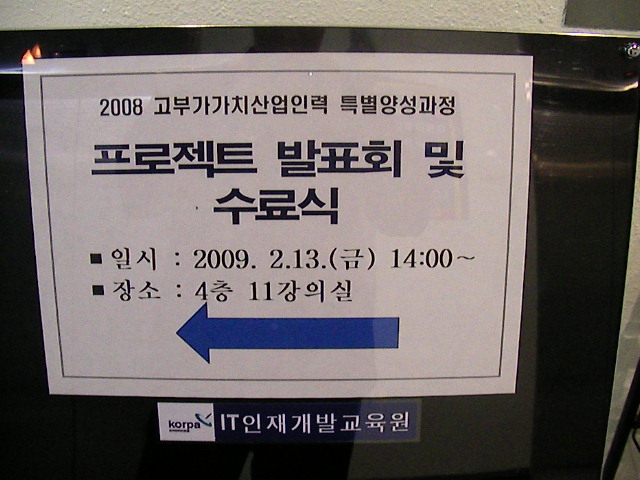 2008 고부가가치산업인력 특별양성과정
프로젝트 발표회 및
수료식
■ 일시 : 2009. 2.13.(금) 14:00~
■ 장소 : 4층 11강의실
korpa IT인재개발교육원